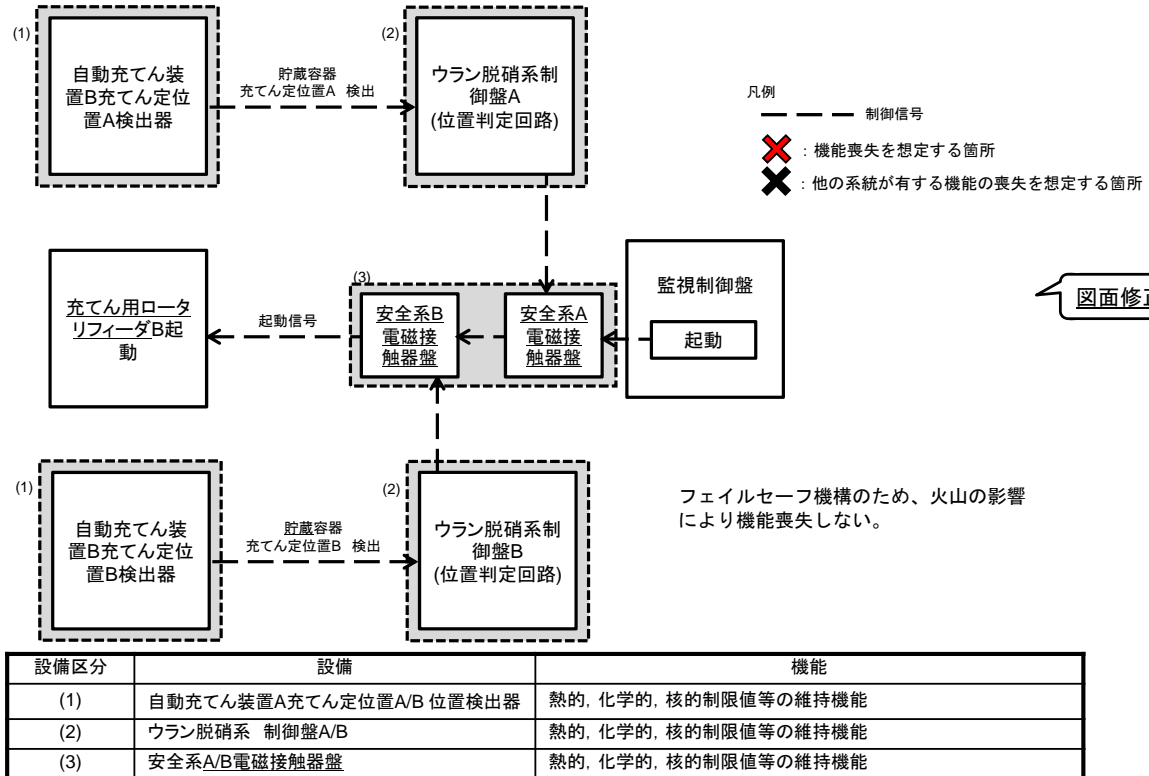 (1)
自動充てん装
置B充てん定位
置A検出器
貯蔵容器
充てん定位置A 検出
(2)
ウラン脱硝系制
御盤A
(位置判定回路)
凡例
制御信号
：機能喪失を想定する箇所
：他の系統が有する機能の喪失を想定する箇所
充てん用ロータ
リフィーダB起
動
起動信号
(3)
安全系B
電磁接
触器盤
安全系A
電磁接
触器盤
監視制御盤
起動
図面修正
(1)
自動充てん装
置B充てん定位
置B検出器
貯蔵容器
充てん定位置B 検出
(2)
ウラン脱硝系制
御盤B
(位置判定回路)
フェイルセーフ機構のため、火山の影響
により機能喪失しない。
設備区分 設備 機能
(1) 自動充てん装置A充てん定位置A/B 位置検出器 熱的, 化学的, 核的制限値等の維持機能
(2) ウラン脱硝系 制御盤A/B 熱的, 化学的, 核的制限値等の維持機能
(3) 安全系A/B電磁接触器盤 熱的, 化学的, 核的制限値等の維持機能